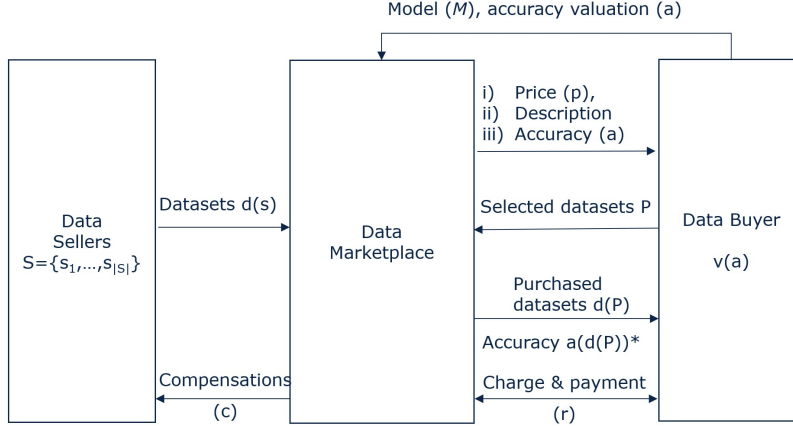 Model (M), accuracy valuation (a)
i) Price (p),
ii) Description
iii) Accuracy (a)
Datasets d(s)
Data
Sellers
S={s₁,…,s|S|}
Data
Marketplace
Selected datasets P
Data Buyer
v(a)
Purchased
datasets d(P)
Accuracy a(d(P))*
Compensations
(c)
Charge & payment
(r)